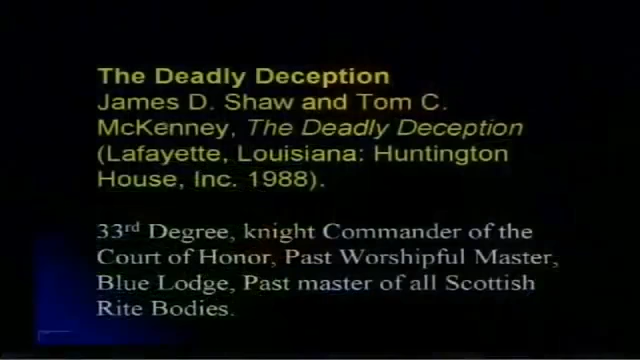 The Deadly Deception
James D. Shaw and Tom C.
McKenney, The Deadly Deception
(Lafayette, Louisiana: Huntington
House, Inc. 1988).
33rd Degree, knight Commander of the
Court of Honor, Past Worshipful Master,
Blue Lodge, Past master of all Scottish
Rite Bodies.